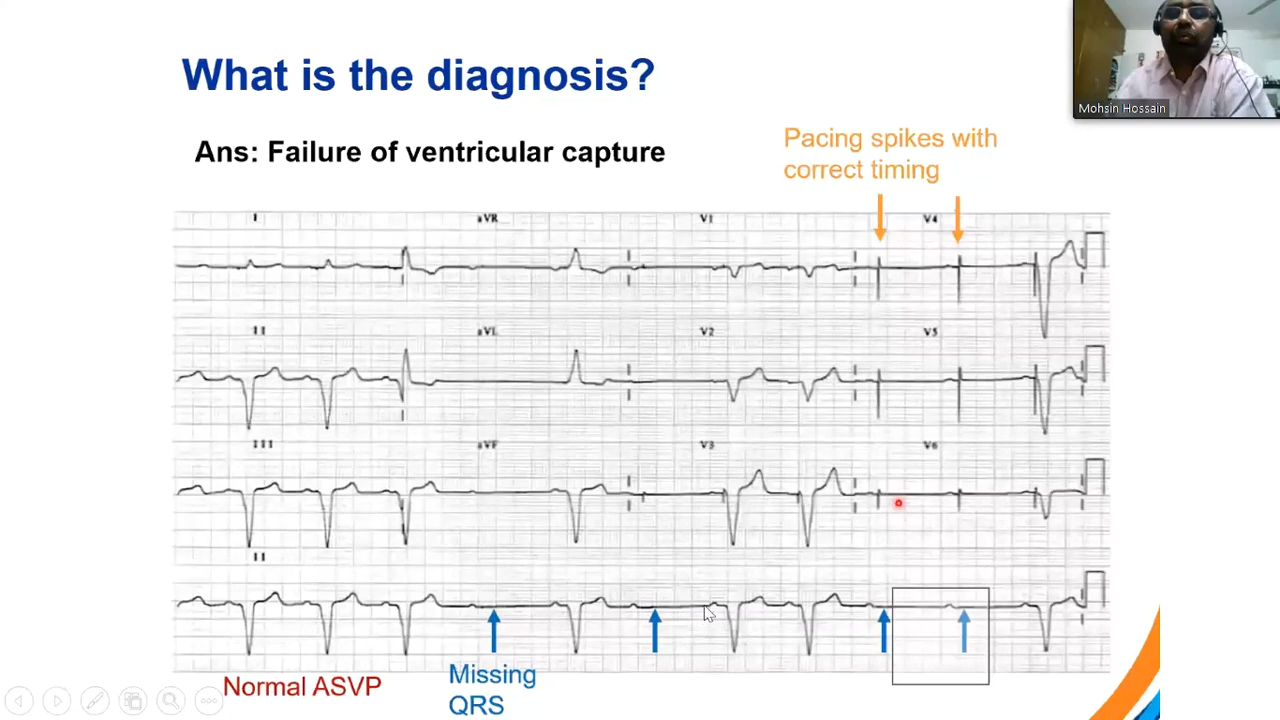 What is the diagnosis?
Mohsin Hossain
Ans: Failure of ventricular capture
Pacing spikes with
correct timing
I aVR V1 V4
II aVL V2 V5
III aVF V3 V6
II
Normal ASVP
Missing
QRS